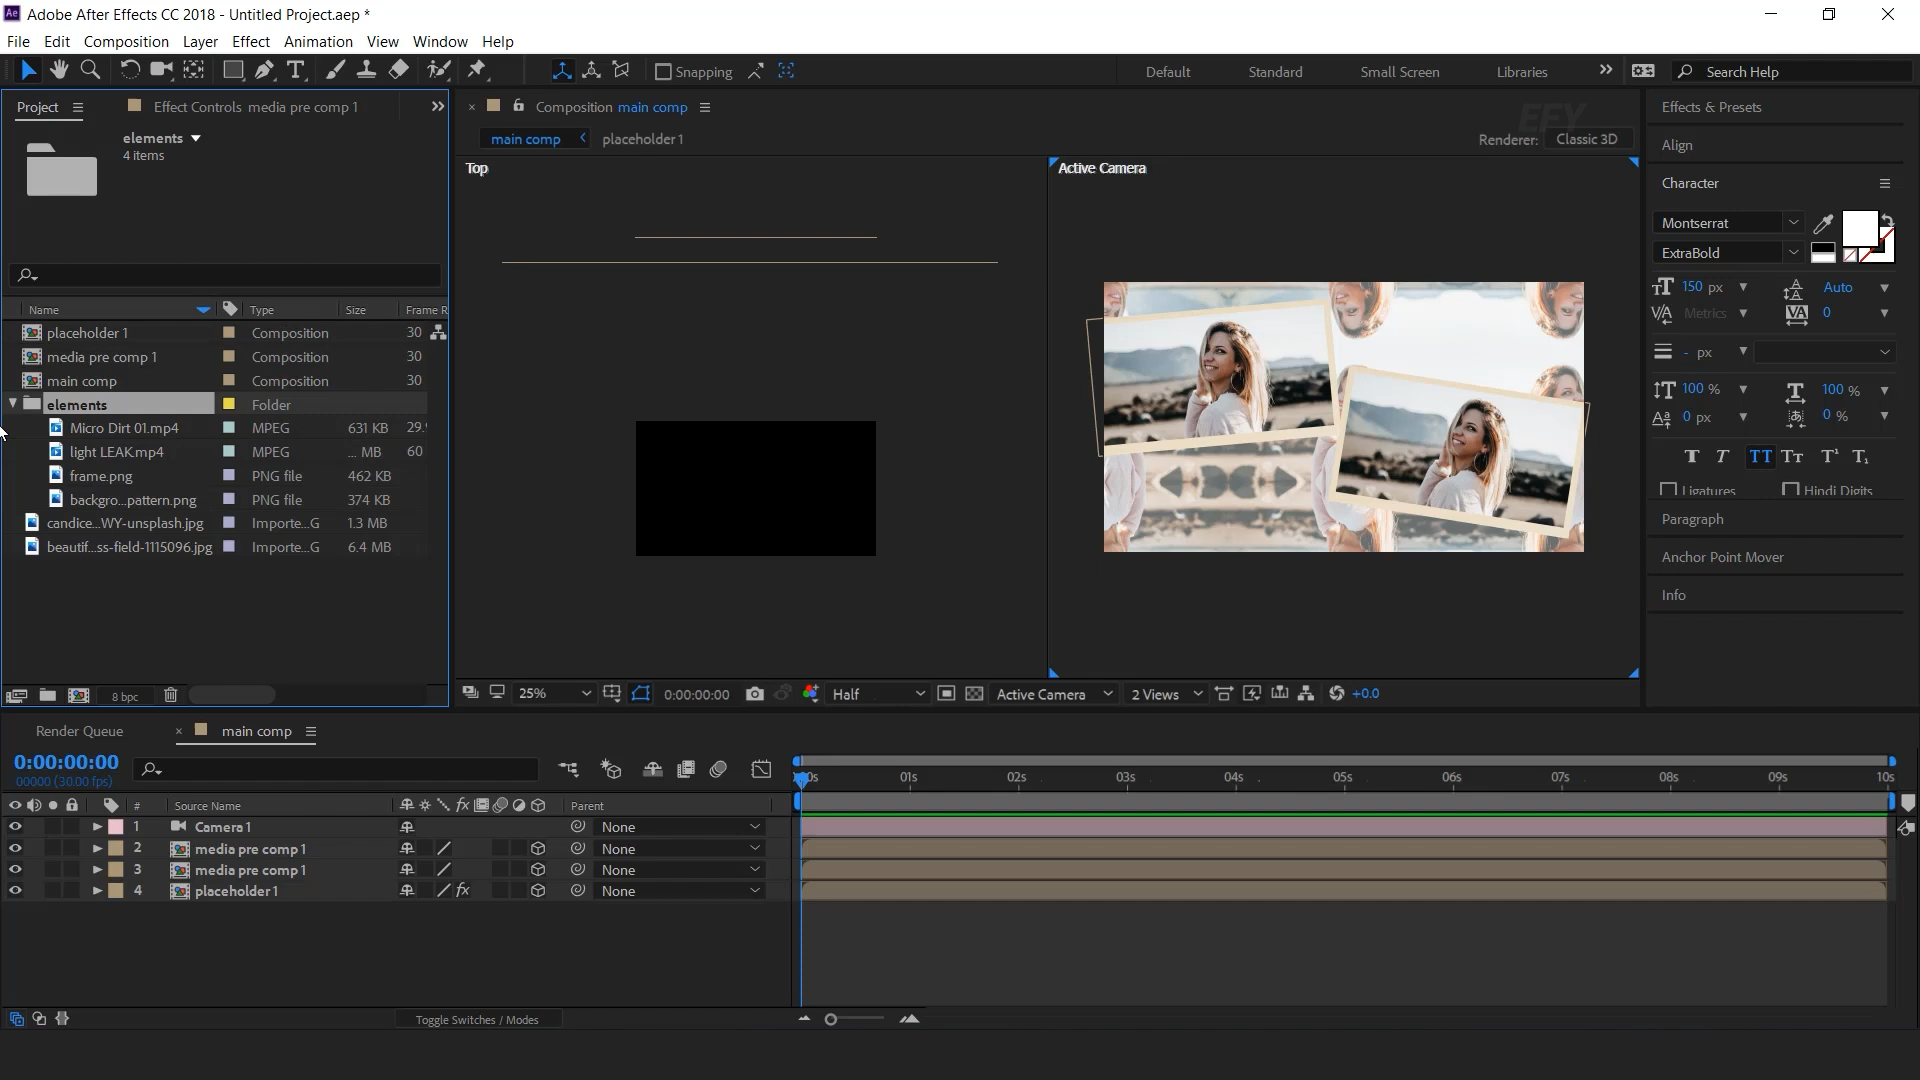 Adobe After Effects CC 2018 - Untitled Project.aep *
File Edit Composition Layer Effect Animation View Window Help
Snapping
Default Standard Small Screen Libraries
Search Help
Project
Effect Controls media pre comp 1
elements
4 items
Name Type Size Frame R
placeholder 1 Composition 30
media pre comp 1 Composition 30
main comp Composition 30
elements Folder
Micro Dirt 01.mp4 MPEG 631 KB 29.
light LEAK.mp4 MPEG ... MB 60
frame.png PNG file 462 KB
backgro...pattern.png PNG file 374 KB
candice...WY-unsplash.jpg Importe...G 1.3 MB
beautif...ss-field-1115096.jpg Importe...G 6.4 MB
8 bpc
Composition main comp
main comp placeholder 1
EFY
Renderer: Classic 3D
Top
Active Camera
25% 0:00:00:00 Half Active Camera 2 Views +0.0
Effects & Presets
Align
Character
Montserrat
ExtraBold
150 px Auto
Metrics 0
- px
100 % 100 %
0 px 0 %
T T TT Tt T¹ T₁
Ligatures Hindi Digits
Paragraph
Anchor Point Mover
Info
Render Queue
main comp
0:00:00:00
00000 (30.00 fps)
0s 01s 02s 03s 04s 05s 06s 07s 08s 09s 10s
# Source Name fx Parent
1 Camera 1 None
2 media pre comp 1 None
3 media pre comp 1 None
4 placeholder 1 fx None
Toggle Switches / Modes